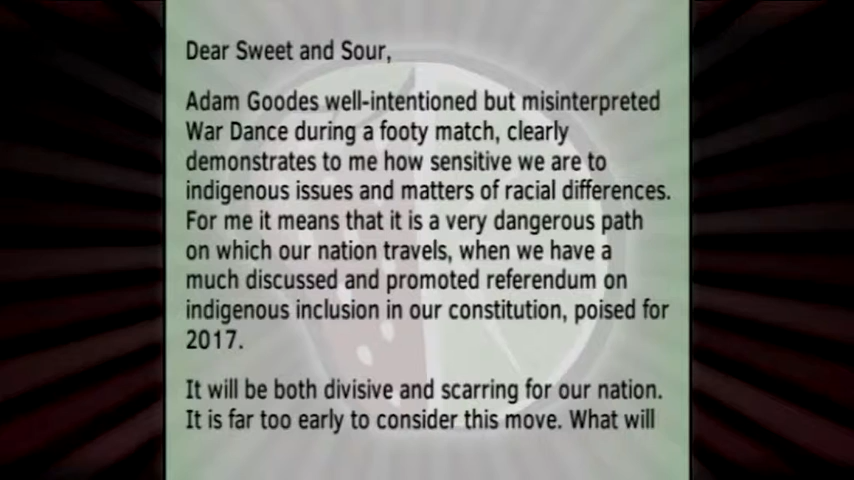 Dear Sweet and Sour,
Adam Goodes well-intentioned but misinterpreted
War Dance during a footy match, clearly
demonstrates to me how sensitive we are to
indigenous issues and matters of racial differences.
For me it means that it is a very dangerous path
on which our nation travels, when we have a
much discussed and promoted referendum on
indigenous inclusion in our constitution, poised for
2017.
It will be both divisive and scarring for our nation.
It is far too early to consider this move. What will